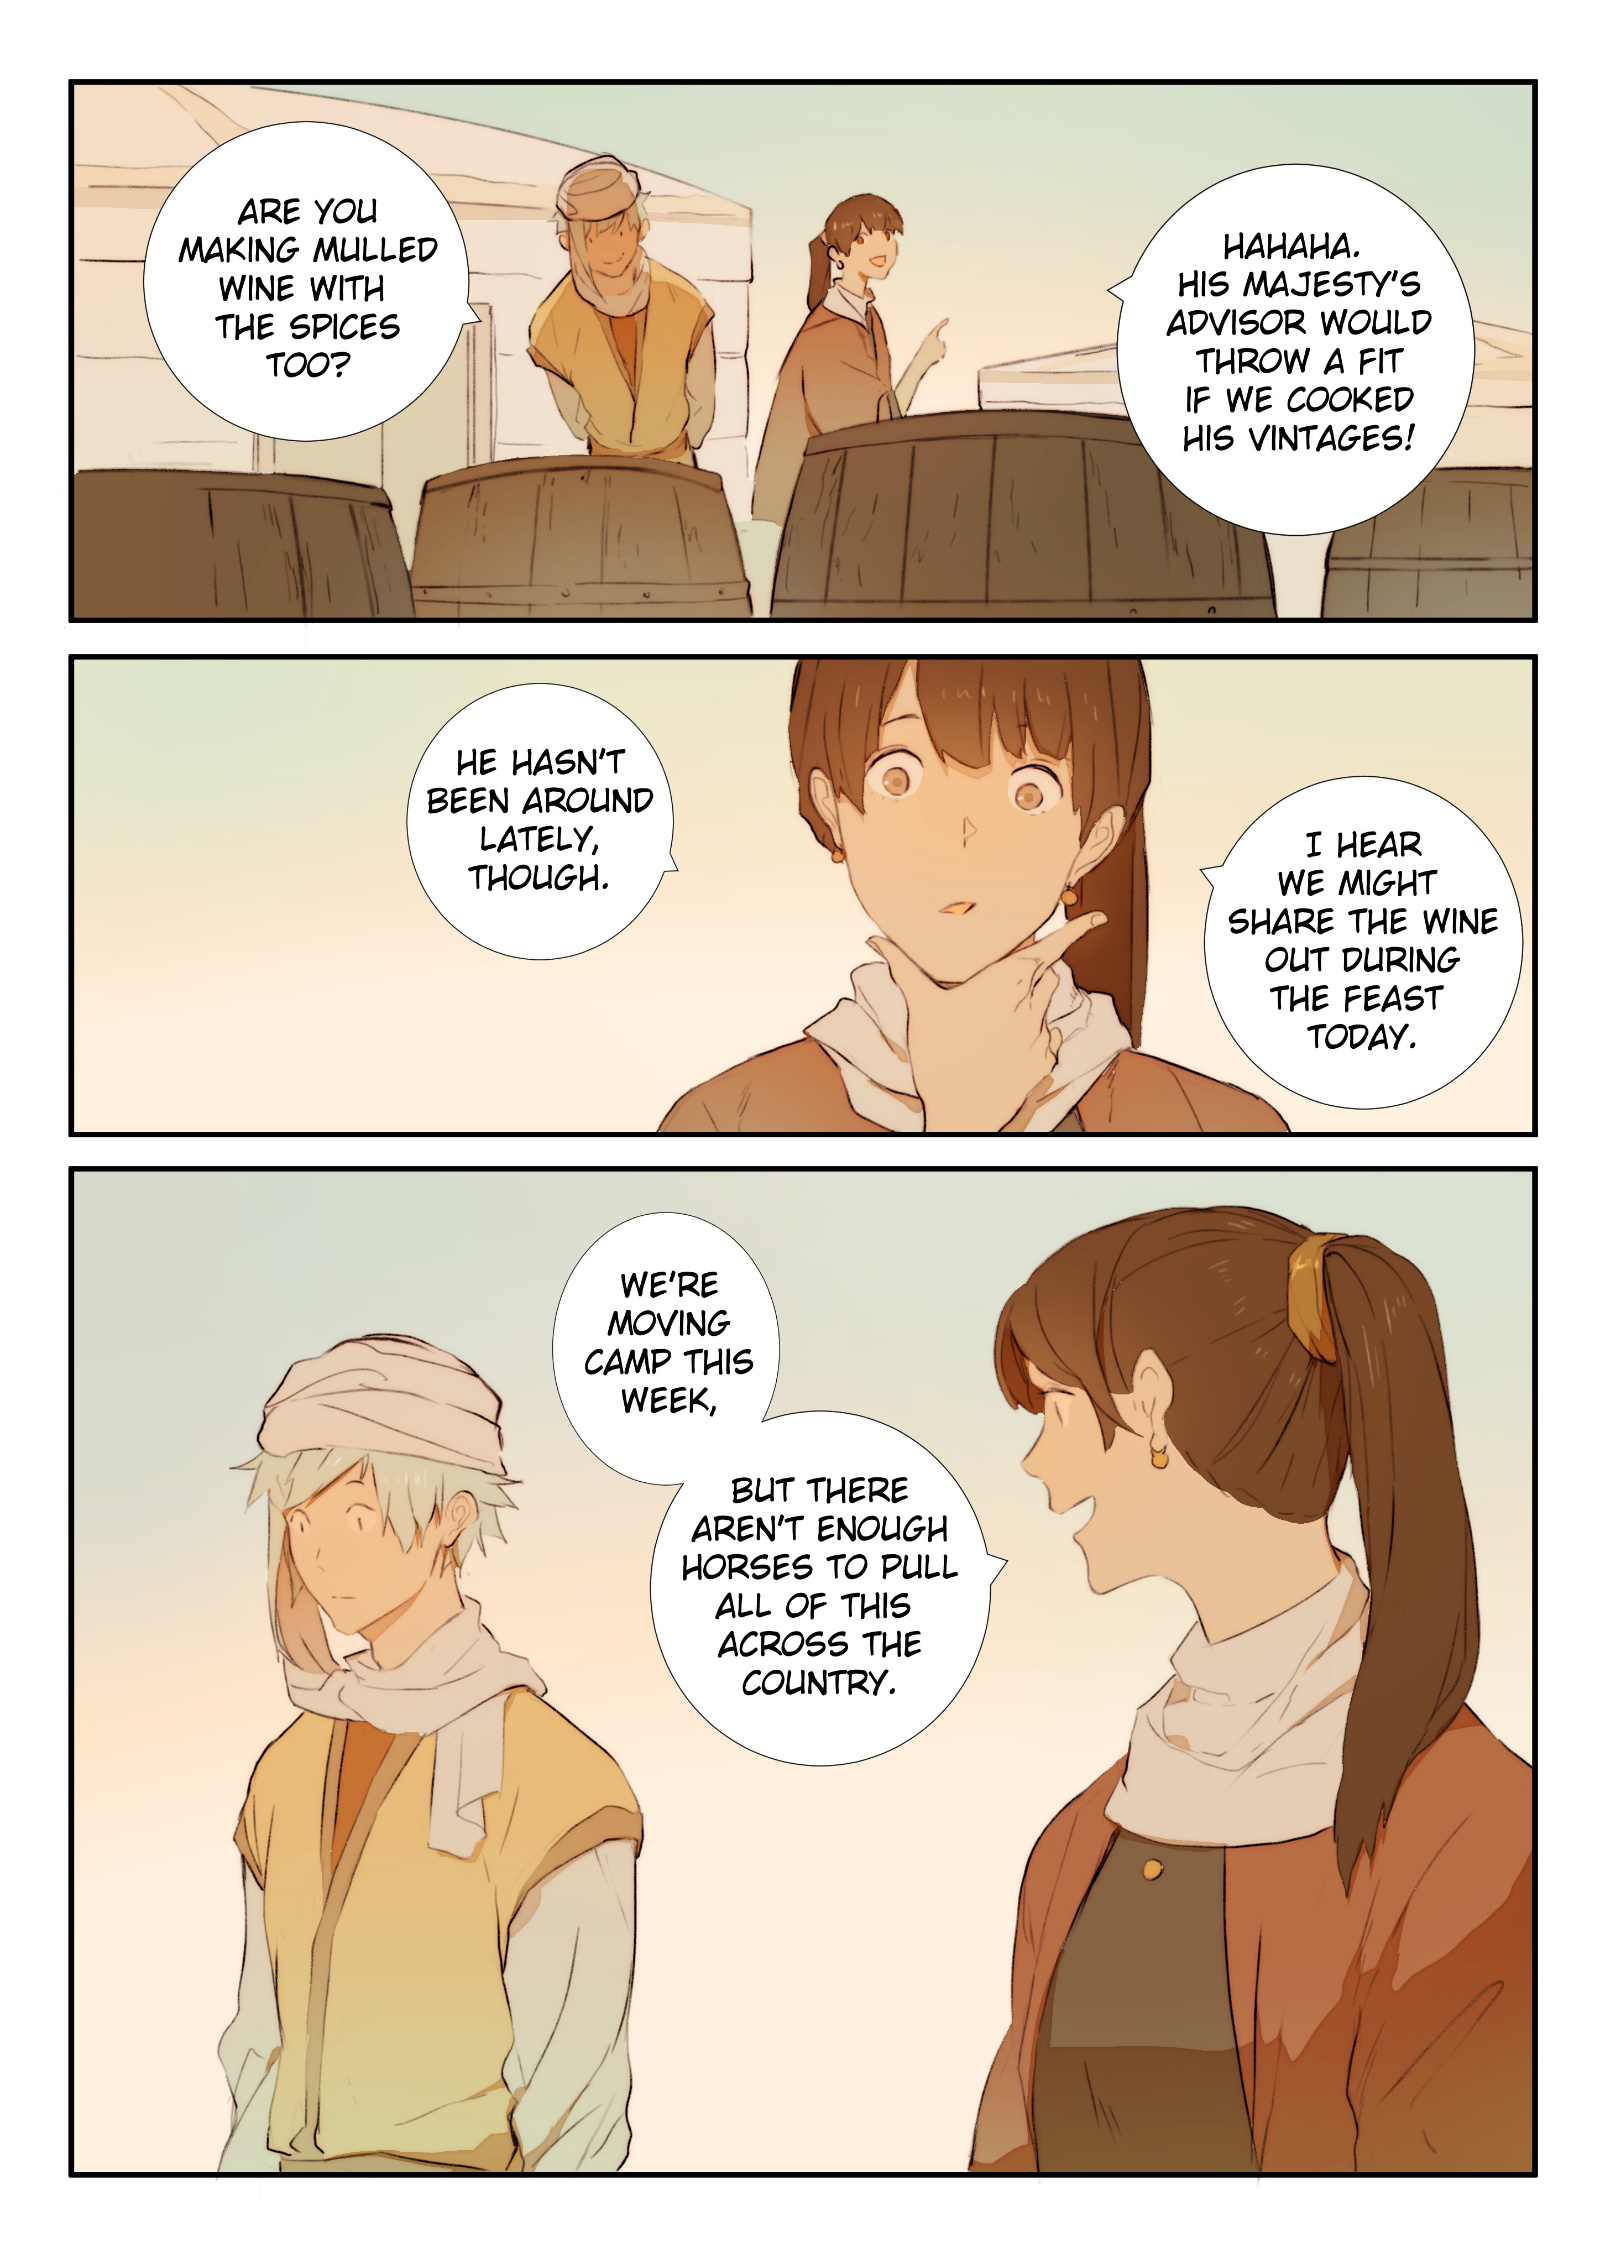 ARE YOU
MAKING MULLED
WINE WITH
THE SPICES
TOO?
HAHAHA.
HIS MAJESTY'S
ADVISOR WOULD
THROW A FIT
IF WE COOKED
HIS VINTAGES!
HE HASN'T
BEEN AROUND
LATELY,
THOUGH.
I HEAR
WE MIGHT
SHARE THE WINE
OUT DURING
THE FEAST
TODAY.
WE'RE
MOVING
CAMP THIS
WEEK,
BUT THERE
AREN'T ENOUGH
HORSES TO PULL
ALL OF THIS
ACROSS THE
COUNTRY.